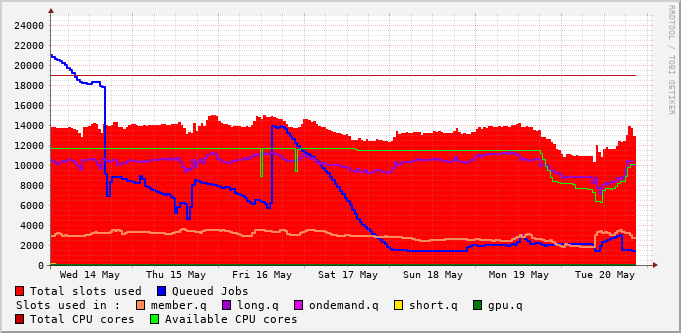 RRDTOOL / TOBI OETIKER
24000
22000
20000
18000
16000
14000
12000
10000
8000
6000
4000
2000
0
Wed 14 May Thu 15 May Fri 16 May Sat 17 May Sun 18 May Mon 19 May Tue 20 May
Total slots used Queued Jobs
Slots used in : member.q long.q ondemand.q short.q gpu.q
Total CPU cores Available CPU cores